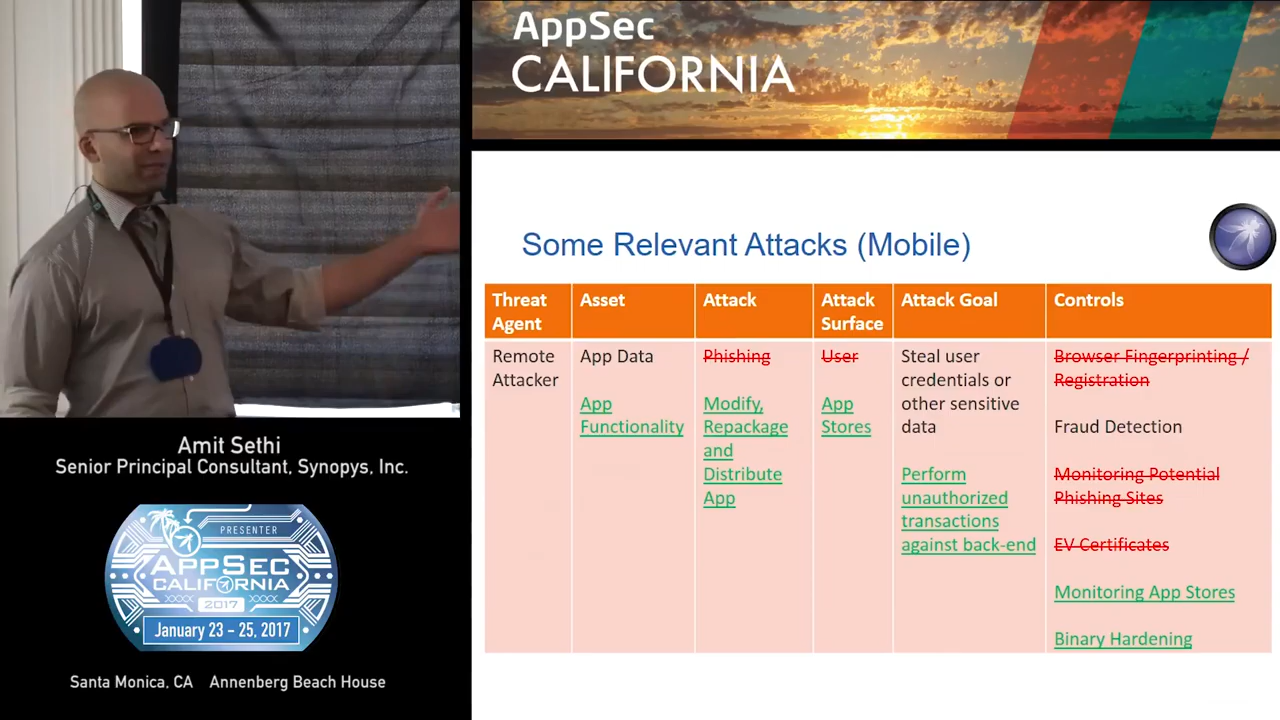 AppSec
CALIFORNIA
Some Relevant Attacks (Mobile)
Threat
Agent
Asset
Attack
Attack
Surface
Attack Goal
Controls
Remote
Attacker
App Data
App
Functionality
Phishing
Modify,
Repackage
and
Distribute
App
User
App
Stores
Steal user
credentials or
other sensitive
data
Perform
unauthorized
transactions
against back-end
Browser Fingerprinting /
Registration
Fraud Detection
Monitoring Potential
Phishing Sites
EV Certificates
Monitoring App Stores
Binary Hardening
Amit Sethi
Senior Principal Consultant, Synopys, Inc.
PRESENTER
APPSEC
CALIFORNIA
2017
January 23 - 25, 2017
Santa Monica, CA Annenberg Beach House